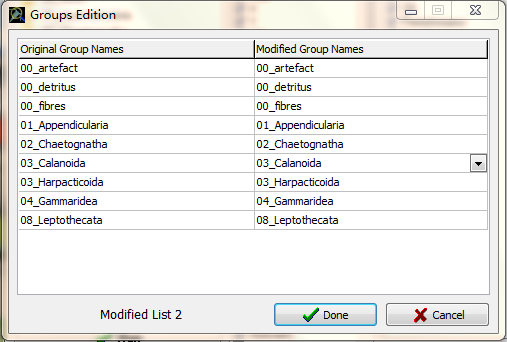 Groups Edition
Original Group Names Modified Group Names
00_artefact 00_artefact
00_detritus 00_detritus
00_fibres 00_fibres
01_Appendicularia 01_Appendicularia
02_Chaetognatha 02_Chaetognatha
03_Calanoida 03_Calanoida
03_Harpacticoida 03_Harpacticoida
04_Gammaridea 04_Gammaridea
08_Leptothecata 08_Leptothecata
Modified List 2 Done Cancel